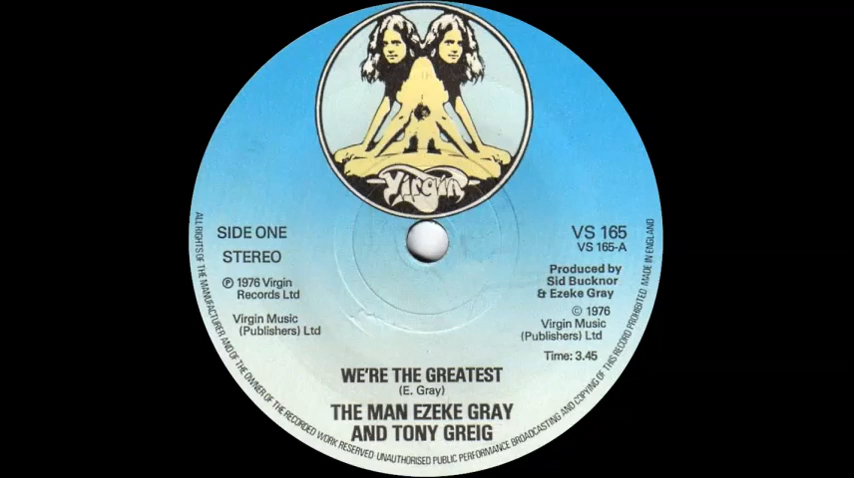 Virgin
SIDE ONE
STEREO
Ⓟ 1976 Virgin
Records Ltd
Virgin Music
(Publishers) Ltd
VS 165
VS 165-A
Produced by
Sid Bucknor
& Ezeke Gray
© 1976
Virgin Music
(Publishers) Ltd
Time: 3.45
WE'RE THE GREATEST
(E. Gray)
THE MAN EZEKE GRAY
AND TONY GREIG
ALL RIGHTS OF THE MANUFACTURER AND OF THE OWNER OF THE RECORDED WORK RESERVED UNAUTHORISED PUBLIC PERFORMANCE BROADCASTING AND COPYING OF THIS RECORD PROHIBITED MADE IN ENGLAND